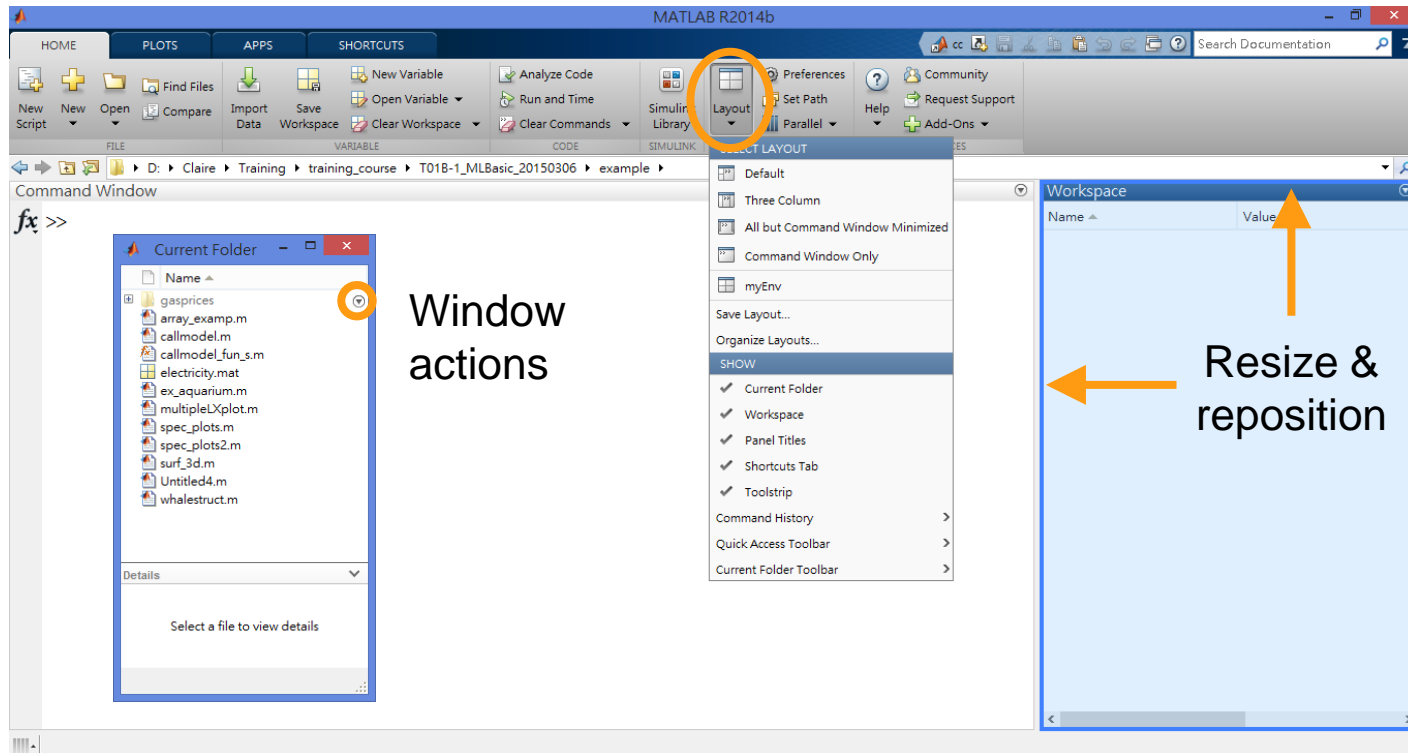 MATLAB R2014b
HOME PLOTS APPS SHORTCUTS
cc Search Documentation
New Script
New
Open
Find Files
Compare
Import Data
Save Workspace
New Variable
Open Variable
Clear Workspace
Analyze Code
Run and Time
Clear Commands
Simulink Library
Layout
Preferences
Set Path
Parallel
Help
Community
Request Support
Add-Ons
FILE VARIABLE CODE SIMULINK
D: Claire Training training_course T01B-1_MLBasic_20150306 example
Command Window
fx >>
Current Folder
Name
gasprices
array_examp.m
callmodel.m
callmodel_fun_s.m
electricity.mat
ex_aquarium.m
multipleLXplot.m
spec_plots.m
spec_plots2.m
surf_3d.m
Untitled4.m
whalestruct.m
Details
Select a file to view details
Window
actions
SELECT LAYOUT
Default
Three Column
All but Command Window Minimized
Command Window Only
myEnv
Save Layout...
Organize Layouts...
SHOW
Current Folder
Workspace
Panel Titles
Shortcuts Tab
Toolstrip
Command History
Quick Access Toolbar
Current Folder Toolbar
Workspace
Name Value
Resize &
reposition